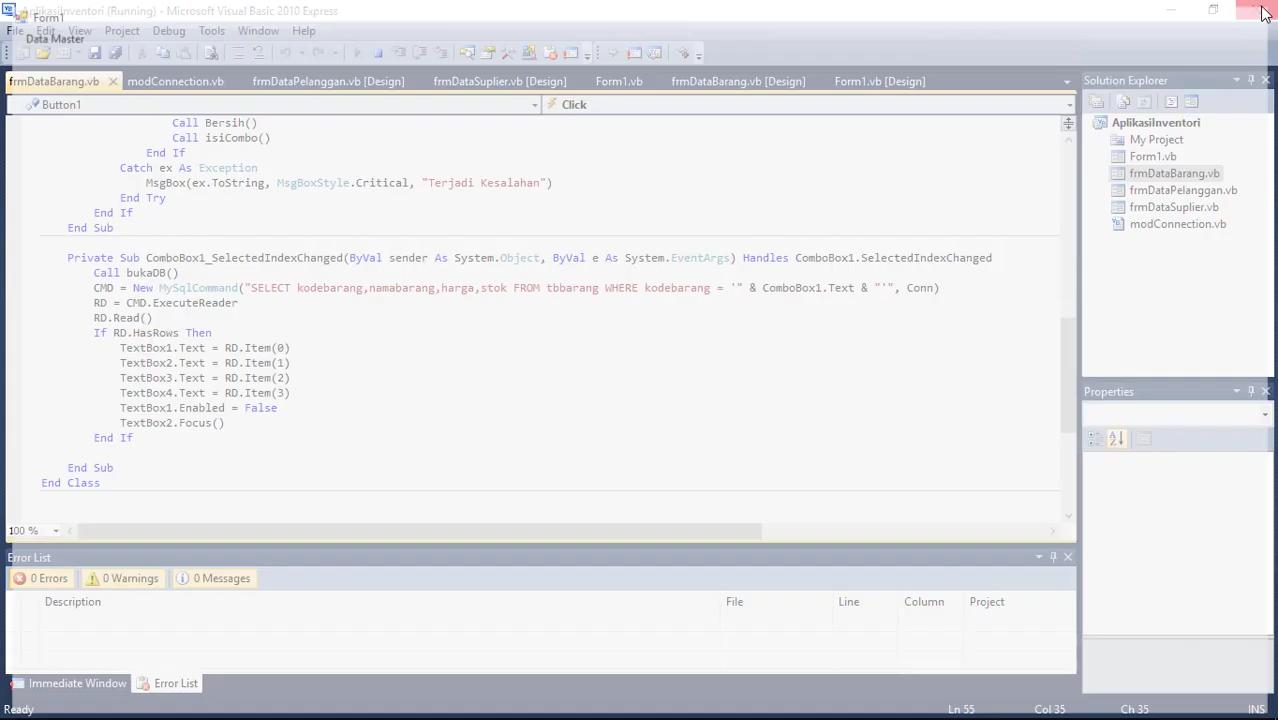 AplikasiInventori (Running) - Microsoft Visual Basic 2010 Express
Form1
File Edit View Project Debug Tools Window Help
Data Master
frmDataBarang.vb modConnection.vb frmDataPelanggan.vb [Design] frmDataSuplier.vb [Design] Form1.vb frmDataBarang.vb [Design] Form1.vb [Design]
Button1 Click
Call Bersih()
Call isiCombo()
End If
Catch ex As Exception
MsgBox(ex.ToString, MsgBoxStyle.Critical, "Terjadi Kesalahan")
End Try
End If
End Sub
Private Sub ComboBox1_SelectedIndexChanged(ByVal sender As System.Object, ByVal e As System.EventArgs) Handles ComboBox1.SelectedIndexChanged
Call bukaDB()
CMD = New MySqlCommand("SELECT kodebarang,namabarang,harga,stok FROM tbbarang WHERE kodebarang = '" & ComboBox1.Text & "'", Conn)
RD = CMD.ExecuteReader
RD.Read()
If RD.HasRows Then
TextBox1.Text = RD.Item(0)
TextBox2.Text = RD.Item(1)
TextBox3.Text = RD.Item(2)
TextBox4.Text = RD.Item(3)
TextBox1.Enabled = False
TextBox2.Focus()
End If
End Sub
End Class
100 %
Solution Explorer
AplikasiInventori
My Project
Form1.vb
frmDataBarang.vb
frmDataPelanggan.vb
frmDataSuplier.vb
modConnection.vb
Properties
Error List
0 Errors 0 Warnings 0 Messages
Description File Line Column Project
Immediate Window Error List
Ready Ln 55 Col 35 Ch 35 INS